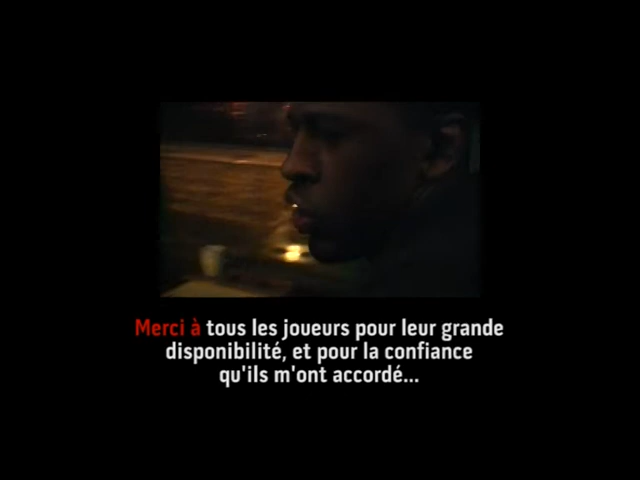 Merci à tous les joueurs pour leur grande
disponibilité, et pour la confiance
qu'ils m'ont accordé...